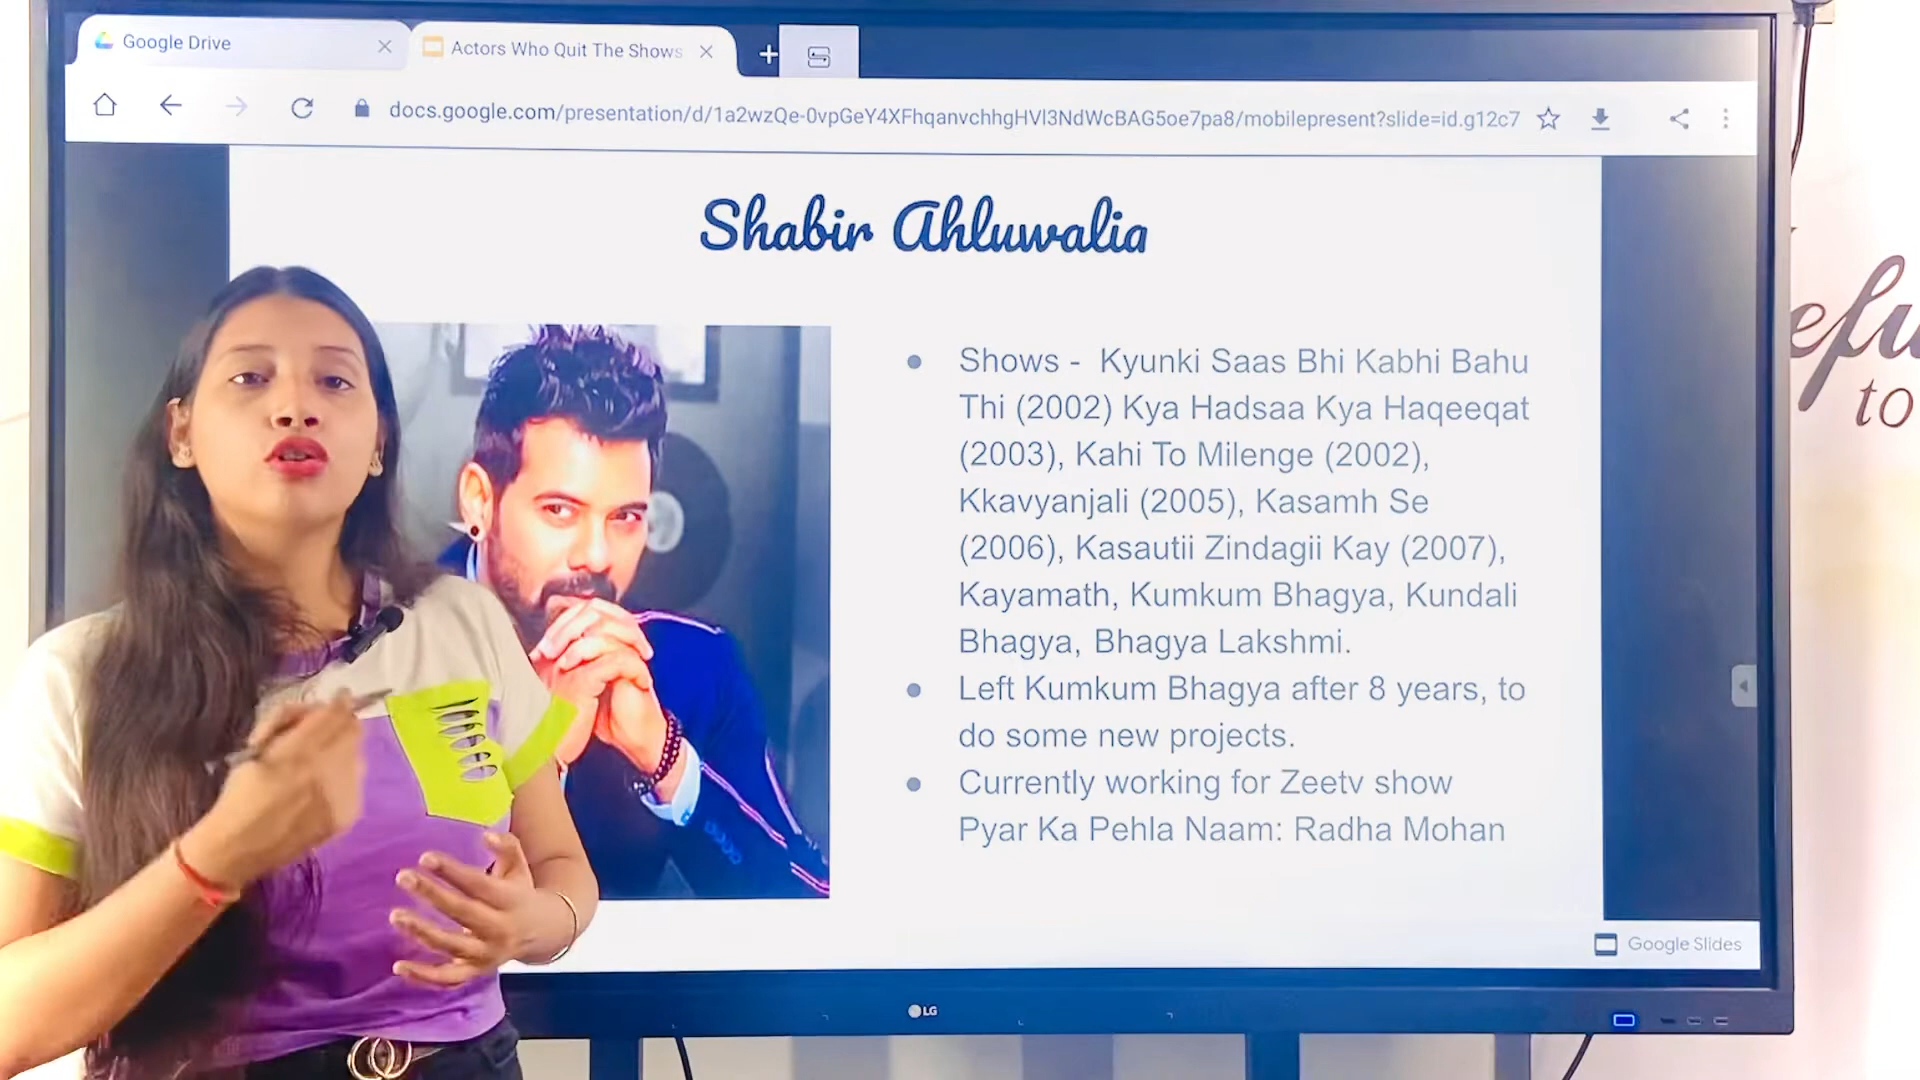 Google Drive
Actors Who Quit The Shows
docs.google.com/presentation/d/1a2wzQe-0vpGeY4XFhqanvchhgHVl3NdWcBAG5oe7pa8/mobilepresent?slide=id.g12c7
Shabir Ahluwalia
Shows - Kyunki Saas Bhi Kabhi Bahu
Thi (2002) Kya Hadsaa Kya Haqeeqat
(2003), Kahi To Milenge (2002),
Kkavyanjali (2005), Kasamh Se
(2006), Kasautii Zindagii Kay (2007),
Kayamath, Kumkum Bhagya, Kundali
Bhagya, Bhagya Lakshmi.
Left Kumkum Bhagya after 8 years, to
do some new projects.
Currently working for Zeetv show
Pyar Ka Pehla Naam: Radha Mohan
Google Slides
LG
to